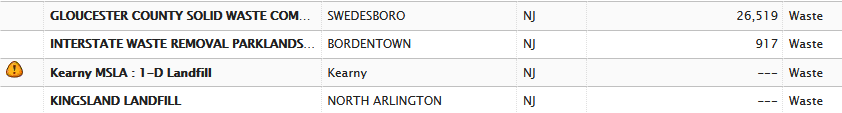 GLOUCESTER COUNTY SOLID WASTE COM... SWEDESBORO NJ 26,519 Waste
INTERSTATE WASTE REMOVAL PARKLANDS... BORDENTOWN NJ 917 Waste
Kearny MSLA : 1-D Landfill Kearny NJ --- Waste
KINGSLAND LANDFILL NORTH ARLINGTON NJ --- Waste